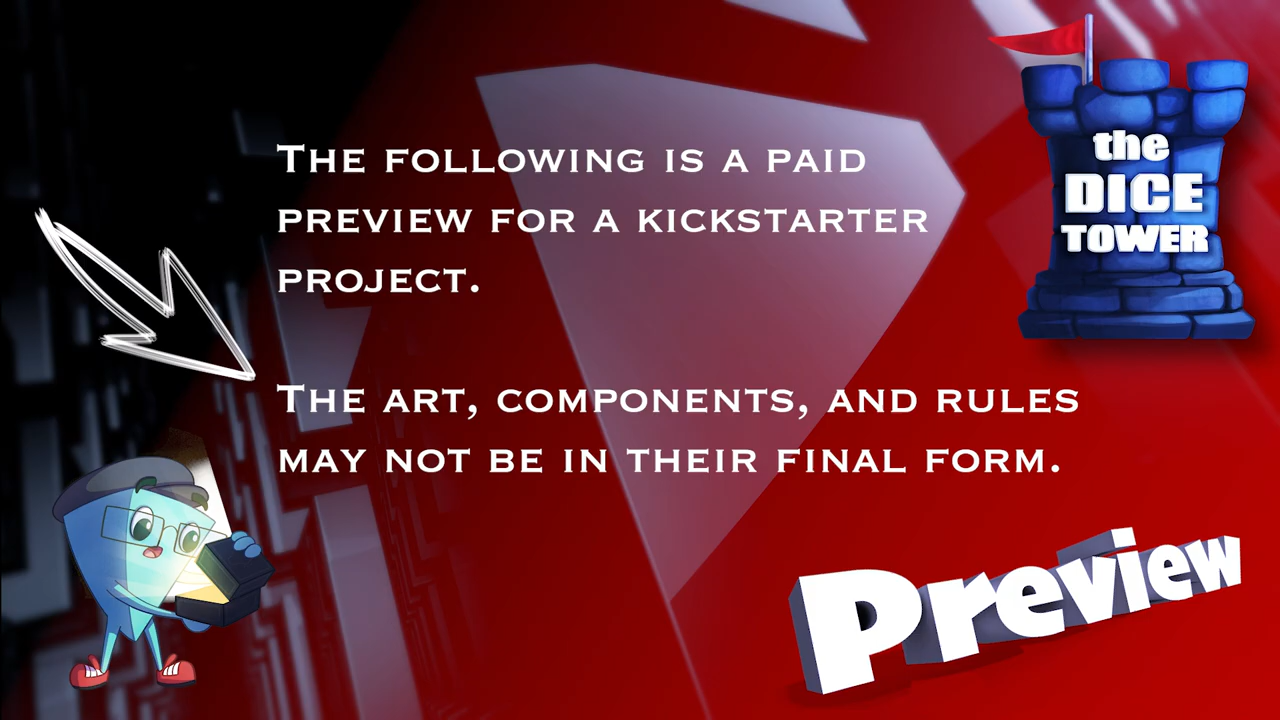 THE FOLLOWING IS A PAID
PREVIEW FOR A KICKSTARTER
PROJECT.
THE ART, COMPONENTS, AND RULES
MAY NOT BE IN THEIR FINAL FORM.
the
DICE
TOWER
Preview